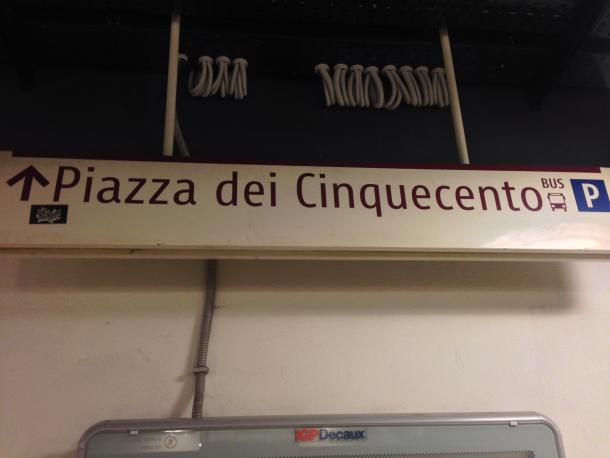 Piazza dei Cinquecento BUS P
IGPDecaux